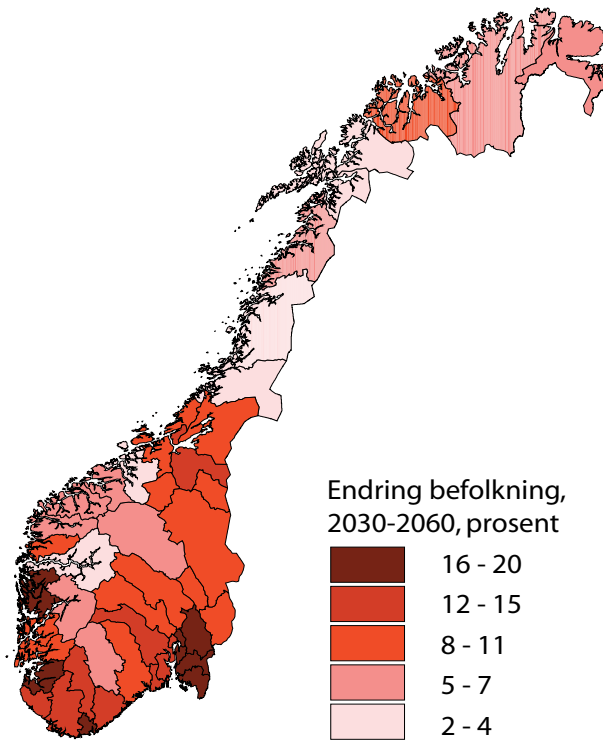 Endring befolkning,
2030-2060, prosent
16 - 20
12 - 15
8 - 11
5 - 7
2 - 4